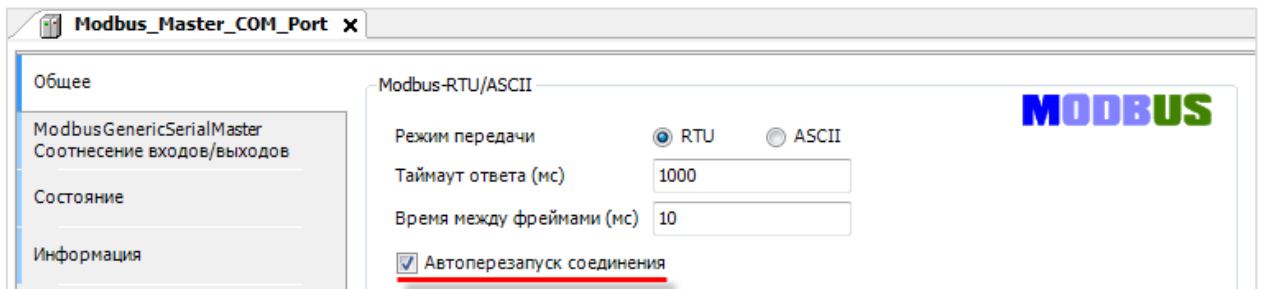 Modbus_Master_COM_Port x
Общее
ModbusGenericSerialMaster
Соотнесение входов/выходов
Состояние
Информация
Modbus-RTU/ASCII
MODBUS
Режим передачи RTU ASCII
Таймаут ответа (мс) 1000
Время между фреймами (мс) 10
Автоперезапуск соединения